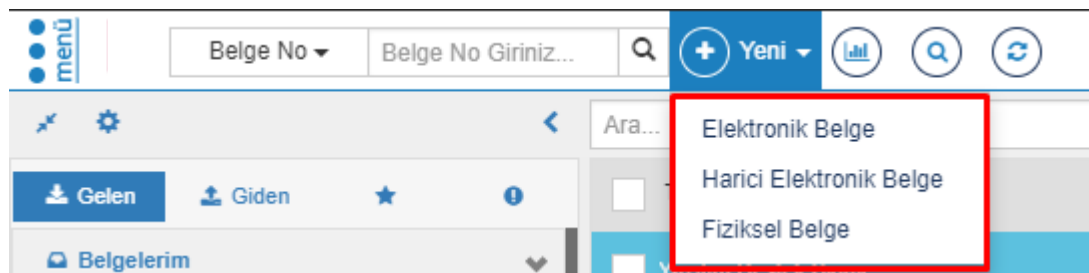 menü
Belge No
Belge No Giriniz...
Yeni
Ara...
Elektronik Belge
Harici Elektronik Belge
Fiziksel Belge
Gelen
Giden
Belgelerim